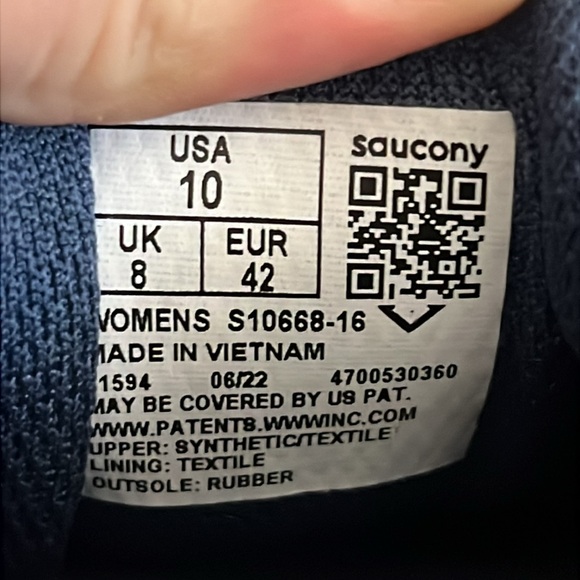 USA
10
UK
8
EUR
42
saucony
WOMENS S10668-16
MADE IN VIETNAM
1594 06/22 4700530360
MAY BE COVERED BY US PAT.
WWW.PATENTS.WWWINC.COM
UPPER: SYNTHETIC/TEXTILE
LINING: TEXTILE
OUTSOLE: RUBBER